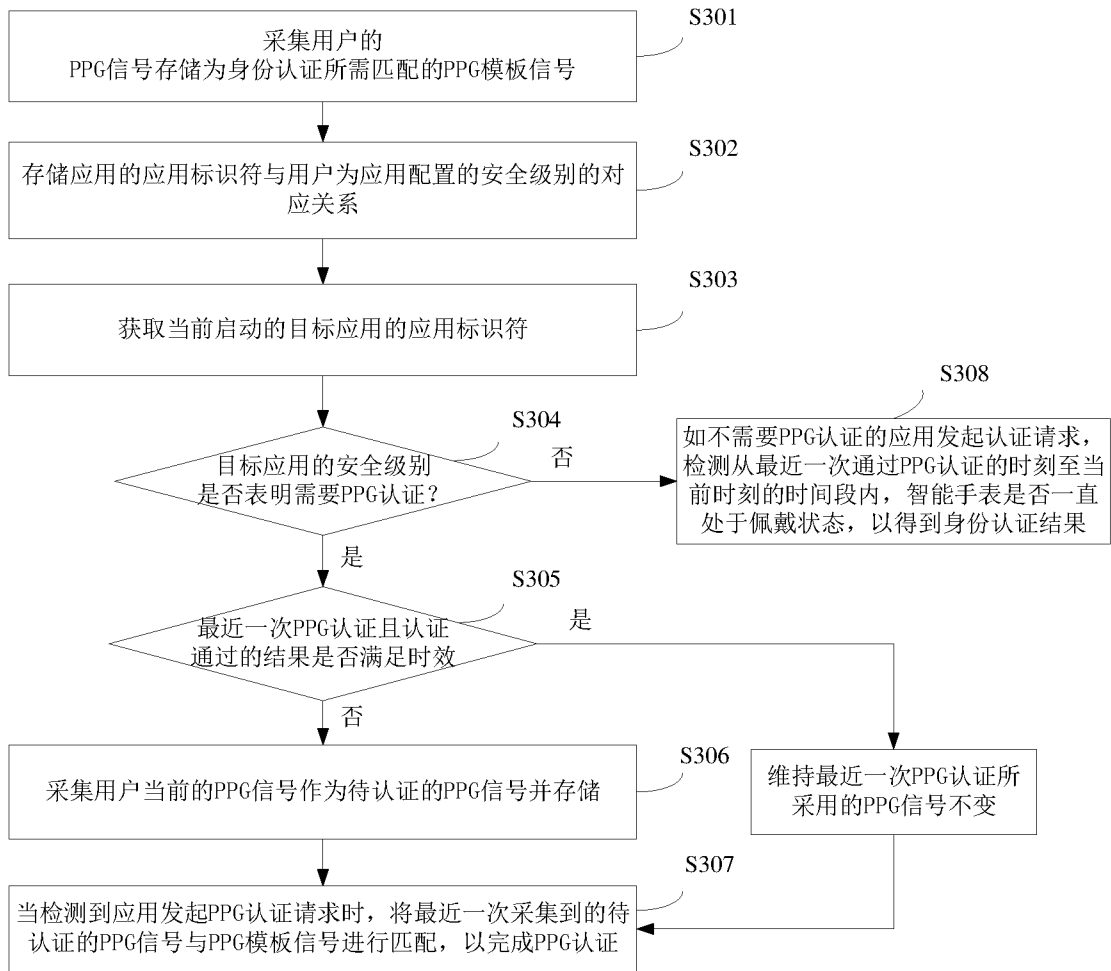 S301
采集用户的
PPG信号存储为身份认证所需匹配的PPG模板信号
S302
存储应用的应用标识符与用户为应用配置的安全级别的对
应关系
S303
获取当前启动的目标应用的应用标识符
S304
目标应用的安全级别
是否表明需要PPG认证？
否
S308
如不需要PPG认证的应用发起认证请求，
检测从最近一次通过PPG认证的时刻至当
前时刻的时间段内，智能手表是否一直
处于佩戴状态，以得到身份认证结果
是
S305
最近一次PPG认证且认证
通过的结果是否满足时效
是
否
S306
采集用户当前的PPG信号作为待认证的PPG信号并存储
维持最近一次PPG认证所
采用的PPG信号不变
S307
当检测到应用发起PPG认证请求时，将最近一次采集到的待
认证的PPG信号与PPG模板信号进行匹配，以完成PPG认证